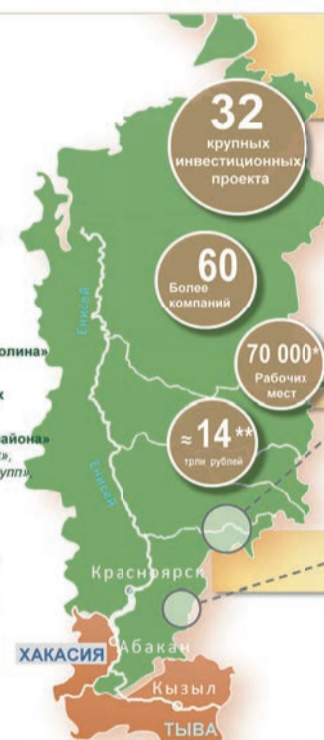 32
крупных
инвестиционных
проекта
60
Более
компаний
Енисей
олина»
70 000*
Рабочих
мест
х
≈ 14**
трлн рублей
айона»
»,
упп»,
Енисей
Красноярск
Абакан
ХАКАСИЯ
Кызыл
ТЫВА